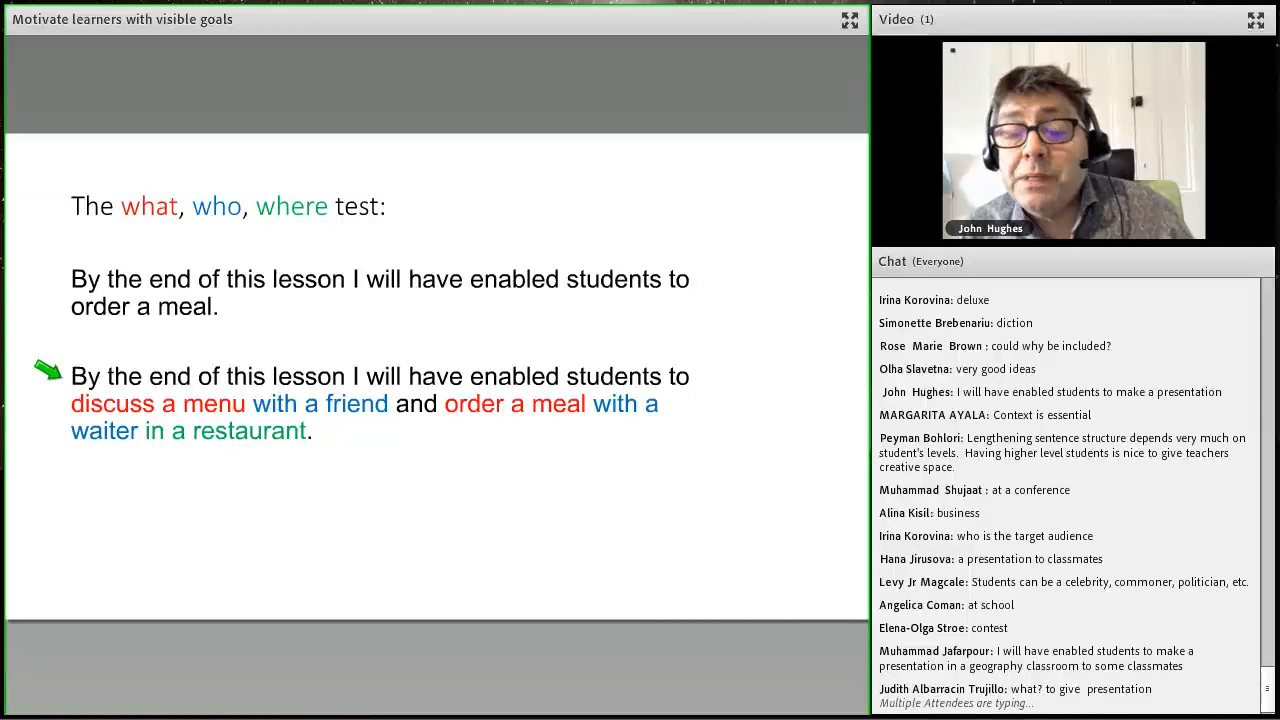 Motivate learners with visible goals
The what, who, where test:
By the end of this lesson I will have enabled students to
order a meal.
By the end of this lesson I will have enabled students to
discuss a menu with a friend and order a meal with a
waiter in a restaurant.
Video (1)
John Hughes
Chat (Everyone)
Irina Korovina: deluxe
Simonette Brebenariu: diction
Rose Marie Brown : could why be included?
Olha Slavetna: very good ideas
John Hughes: I will have enabled students to make a presentation
MARGARITA AYALA: Context is essential
Peyman Bohlori: Lengthening sentence structure depends very much on
student's levels. Having higher level students is nice to give teachers
creative space.
Muhammad Shujaat : at a conference
Alina Kisil: business
Irina Korovina: who is the target audience
Hana Jirusova: a presentation to classmates
Levy Jr Magcale: Students can be a celebrity, commoner, politician, etc.
Angelica Coman: at school
Elena-Olga Stroe: contest
Muhammad Jafarpour: I will have enabled students to make a
presentation in a geography classroom to some classmates
Judith Albarracin Trujillo: what? to give presentation
Multiple Attendees are typing...